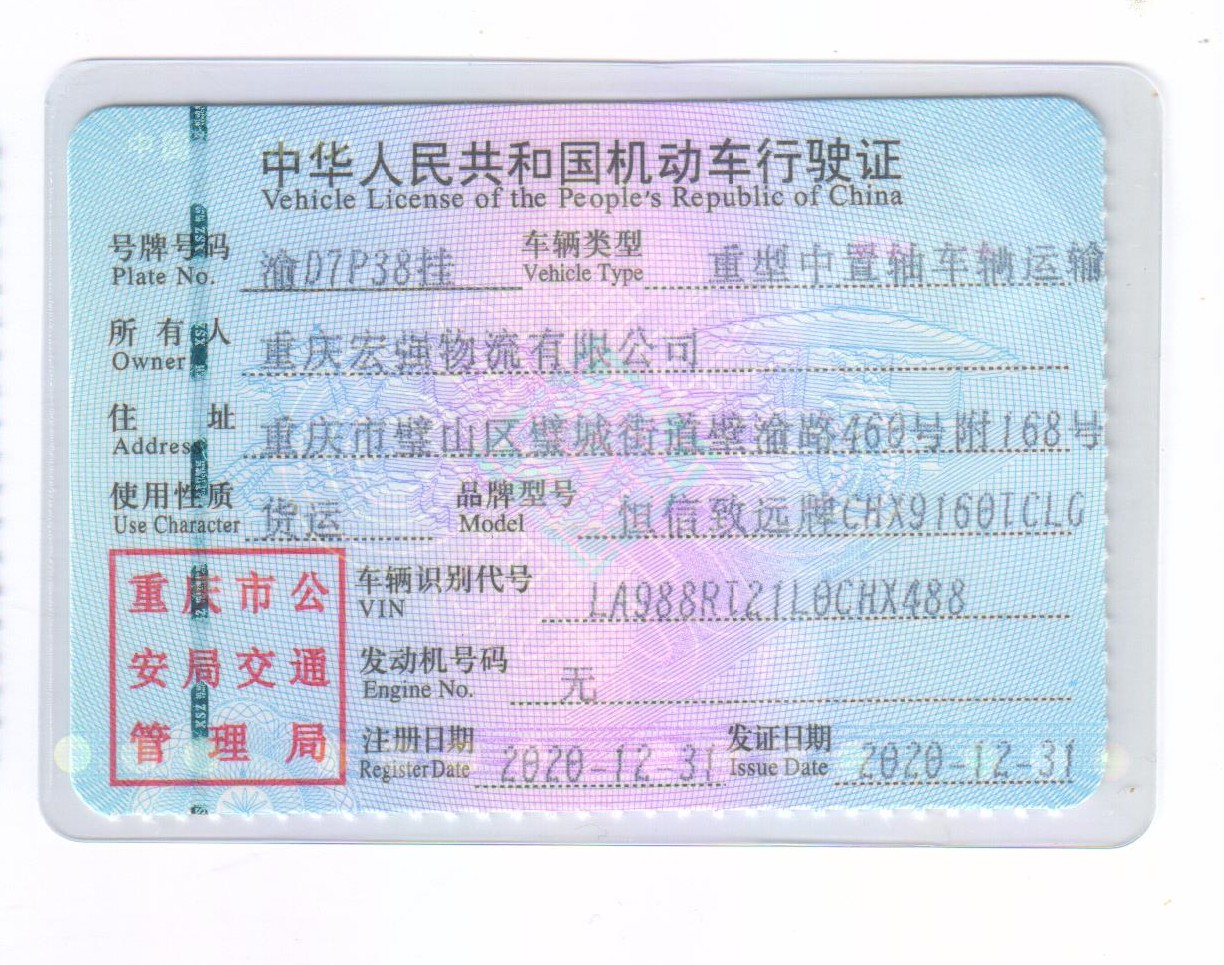 中华人民共和国机动车行驶证
Vehicle License of the People's Republic of China
号牌号码 渝D7P38挂 车辆类型 重型中置轴车辆运输
Plate No. Vehicle Type
所有人 重庆宏强物流有限公司
Owner
住址 重庆市璧山区璧城街道璧渝路460号附168号
Address
使用性质 货运 品牌型号 恒信致远牌CHX9160TCLG
Use Character Model
车辆识别代号 LA988RT21L0CHX488
VIN
发动机号码 无
Engine No.
注册日期 2020-12-31 发证日期 2020-12-31
Register Date Issue Date
重庆市公
安局交通
管理局